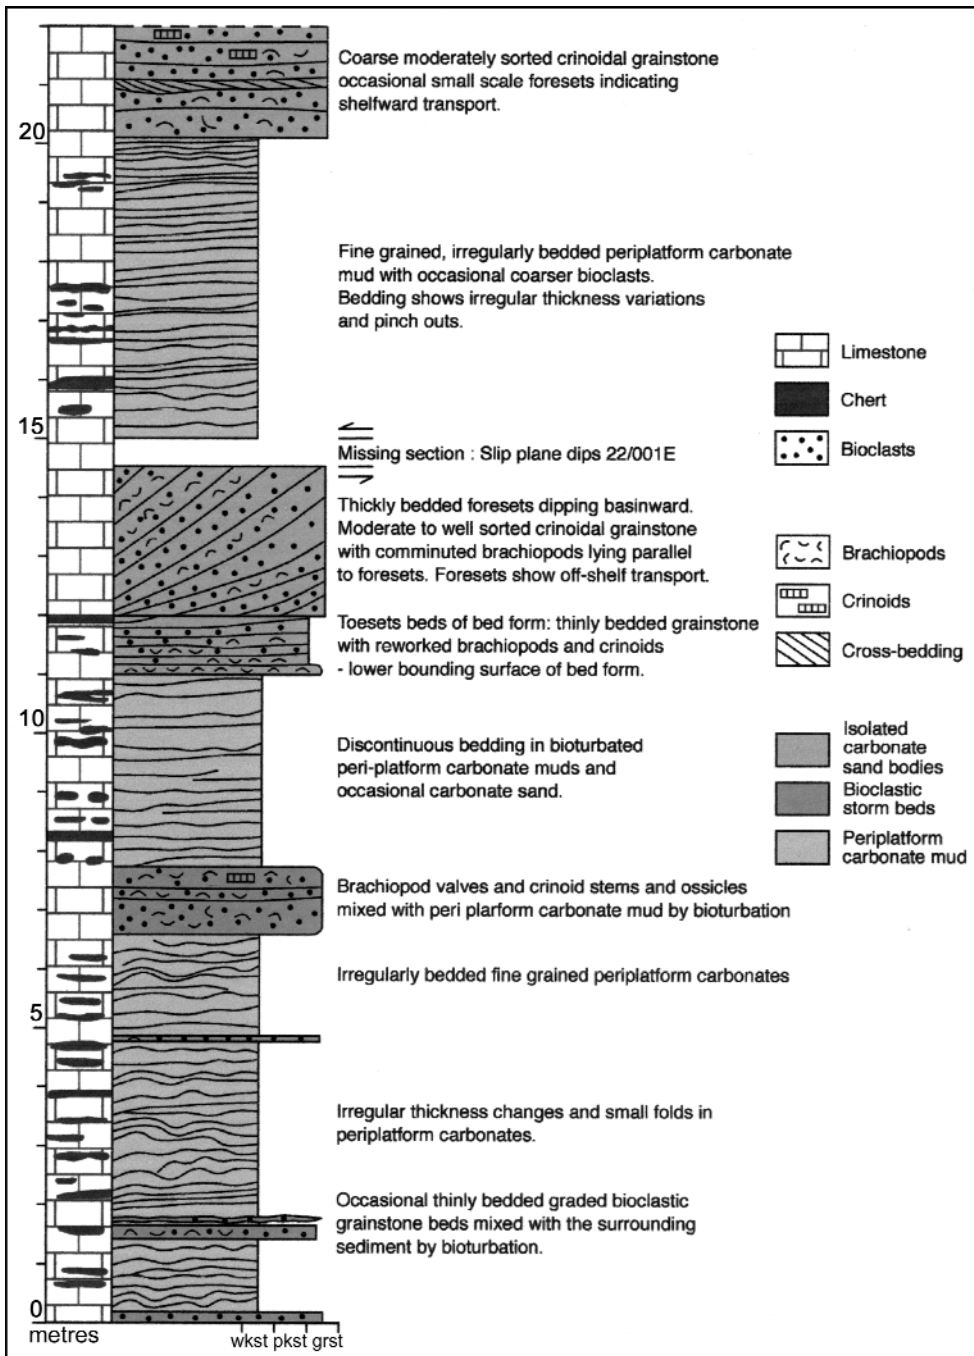 Coarse moderately sorted crinoidal grainstone
occasional small scale foresets indicating
shelfward transport.
20
Fine grained, irregularly bedded periplatform carbonate
mud with occasional coarser bioclasts.
Bedding shows irregular thickness variations
and pinch outs.
Limestone
Chert
Bioclasts
15
Missing section : Slip plane dips 22/001E
Thickly bedded foresets dipping basinward.
Moderate to well sorted crinoidal grainstone
with comminuted brachiopods lying parallel
to foresets. Foresets show off-shelf transport.
Brachiopods
Crinoids
Cross-bedding
Toesets beds of bed form: thinly bedded grainstone
with reworked brachiopods and crinoids
- lower bounding surface of bed form.
10
Discontinuous bedding in bioturbated
peri-platform carbonate muds and
occasional carbonate sand.
Isolated
carbonate
sand bodies
Bioclastic
storm beds
Periplatform
carbonate mud
Brachiopod valves and crinoid stems and ossicles
mixed with peri plarform carbonate mud by bioturbation
Irregularly bedded fine grained periplatform carbonates
5
Irregular thickness changes and small folds in
periplatform carbonates.
Occasional thinly bedded graded bioclastic
grainstone beds mixed with the surrounding
sediment by bioturbation.
0
metres
wkst pkst grst